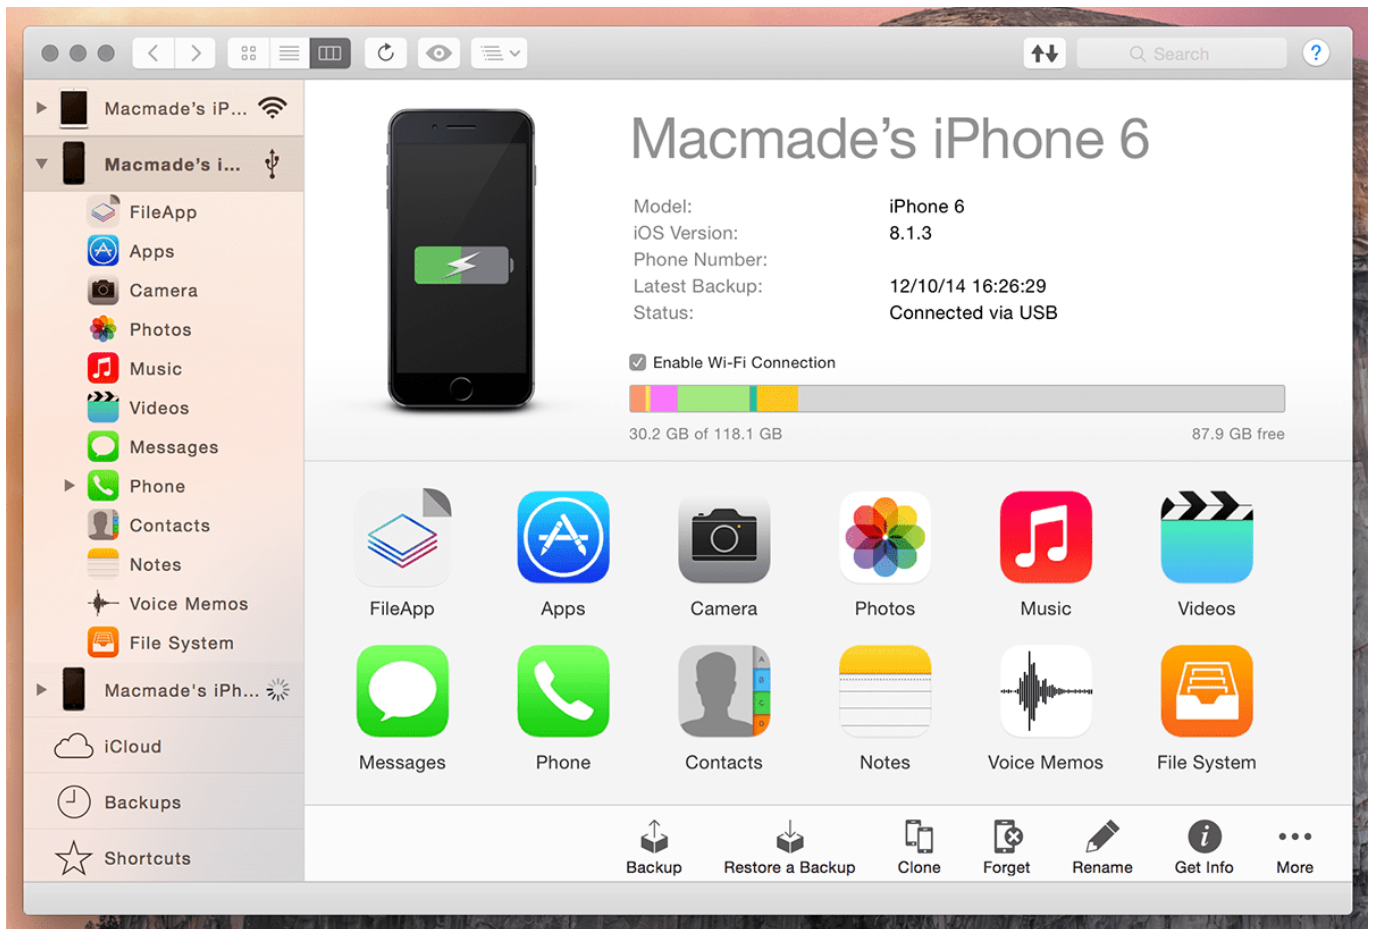 Search
?
Macmade's iP...
Macmade's i...
FileApp
Apps
Camera
Photos
Music
Videos
Messages
Phone
Contacts
Notes
Voice Memos
File System
Macmade's iPh...
iCloud
Backups
Shortcuts
Macmade's iPhone 6
Model: iPhone 6
iOS Version: 8.1.3
Phone Number:
Latest Backup: 12/10/14 16:26:29
Status: Connected via USB
Enable Wi-Fi Connection
30.2 GB of 118.1 GB 87.9 GB free
FileApp Apps Camera Photos Music Videos
Messages Phone Contacts Notes Voice Memos File System
Backup Restore a Backup Clone Forget Rename Get Info More